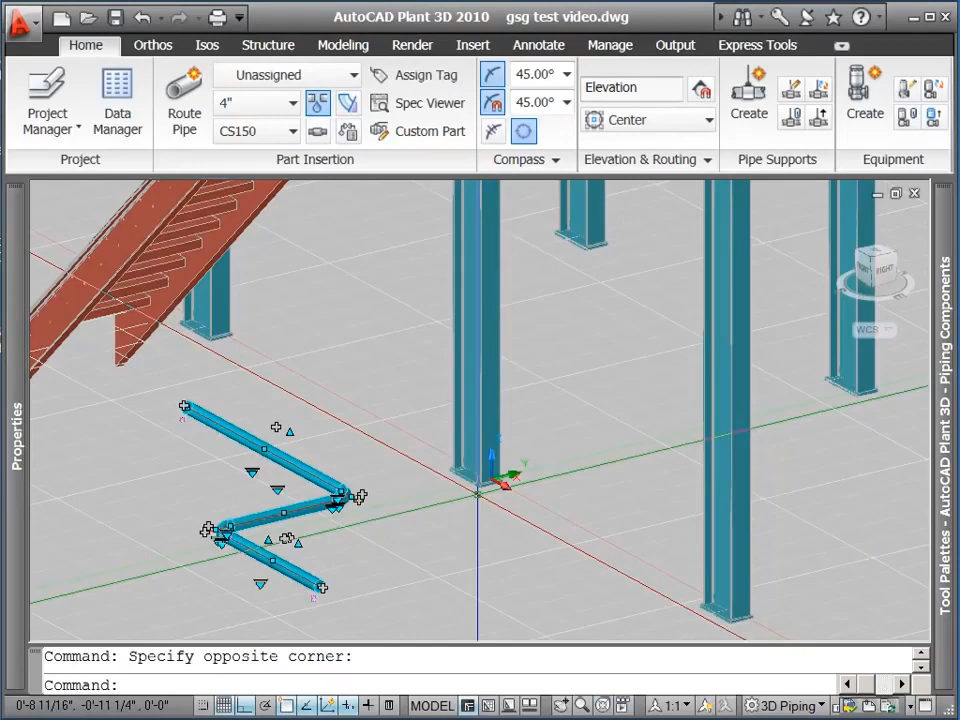 AutoCAD Plant 3D 2010 gsg test video.dwg
Home Orthos Isos Structure Modeling Render Insert Annotate Manage Output Express Tools
Project Manager
Data Manager
Project
Route Pipe
Unassigned
4"
CS150
Assign Tag
Spec Viewer
Custom Part
Part Insertion
45.00°
45.00°
Compass
Elevation
Center
Elevation & Routing
Create
Pipe Supports
Create
Equipment
Properties
RIGHT
WCS
Y
Tool Palettes - AutoCAD Plant 3D - Piping Components
Command: Specify opposite corner:
Command:
0'-8 11/16", -0'-11 1/4", 0'-0"
MODEL
1:1
3D Piping